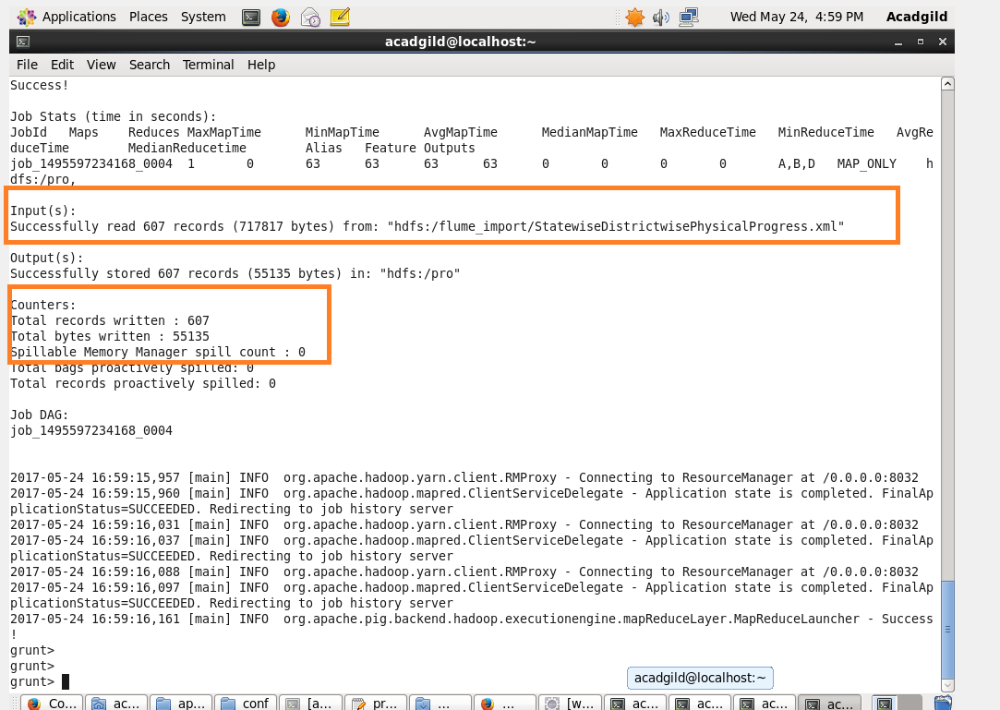 Applications Places System Wed May 24, 4:59 PM Acadgild
acadgild@localhost:~
File Edit View Search Terminal Help
Success!
Job Stats (time in seconds):
JobId Maps Reduces MaxMapTime MinMapTime AvgMapTime MedianMapTime MaxReduceTime MinReduceTime AvgRe
duceTime MedianReducetime Alias Feature Outputs
job_1495597234168_0004 1 0 63 63 63 63 0 0 0 0 A,B,D MAP_ONLY h
dfs:/pro,
Input(s):
Successfully read 607 records (717817 bytes) from: "hdfs:/flume_import/StatewiseDistrictwisePhysicalProgress.xml"
Output(s):
Successfully stored 607 records (55135 bytes) in: "hdfs:/pro"
Counters:
Total records written : 607
Total bytes written : 55135
Spillable Memory Manager spill count : 0
Total bags proactively spilled: 0
Total records proactively spilled: 0
Job DAG:
job_1495597234168_0004
2017-05-24 16:59:15,957 [main] INFO org.apache.hadoop.yarn.client.RMProxy - Connecting to ResourceManager at /0.0.0.0:8032
2017-05-24 16:59:15,960 [main] INFO org.apache.hadoop.mapred.ClientServiceDelegate - Application state is completed. FinalAp
plicationStatus=SUCCEEDED. Redirecting to job history server
2017-05-24 16:59:16,031 [main] INFO org.apache.hadoop.yarn.client.RMProxy - Connecting to ResourceManager at /0.0.0.0:8032
2017-05-24 16:59:16,037 [main] INFO org.apache.hadoop.mapred.ClientServiceDelegate - Application state is completed. FinalAp
plicationStatus=SUCCEEDED. Redirecting to job history server
2017-05-24 16:59:16,088 [main] INFO org.apache.hadoop.yarn.client.RMProxy - Connecting to ResourceManager at /0.0.0.0:8032
2017-05-24 16:59:16,097 [main] INFO org.apache.hadoop.mapred.ClientServiceDelegate - Application state is completed. FinalAp
plicationStatus=SUCCEEDED. Redirecting to job history server
2017-05-24 16:59:16,161 [main] INFO org.apache.pig.backend.hadoop.executionengine.mapReduceLayer.MapReduceLauncher - Success
!
grunt>
grunt>
grunt>
acadgild@localhost:~
Co... ac... ap... conf [a... pr... ... ... [w... ac... ac... ac... ac...